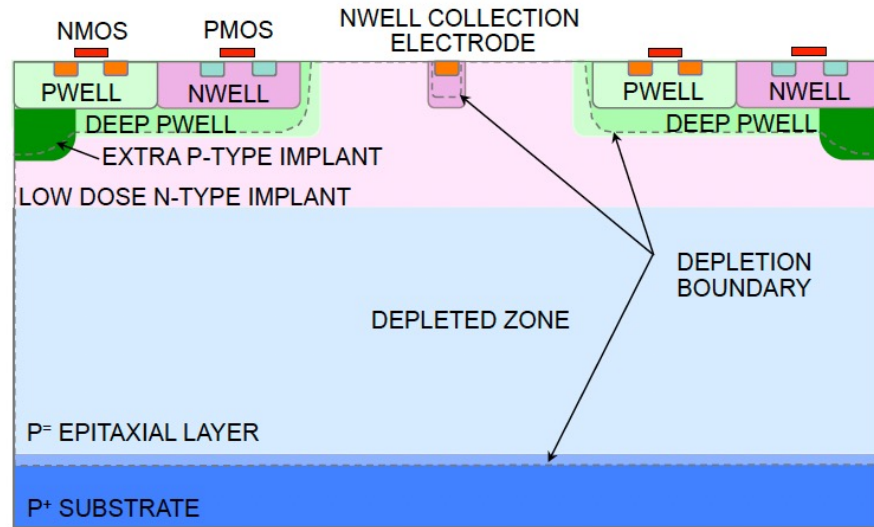 NMOS
PMOS
NWELL COLLECTION
ELECTRODE
PWELL
NWELL
PWELL
NWELL
DEEP PWELL
DEEP PWELL
EXTRA P-TYPE IMPLANT
LOW DOSE N-TYPE IMPLANT
DEPLETION
BOUNDARY
DEPLETED ZONE
P= EPITAXIAL LAYER
P+ SUBSTRATE